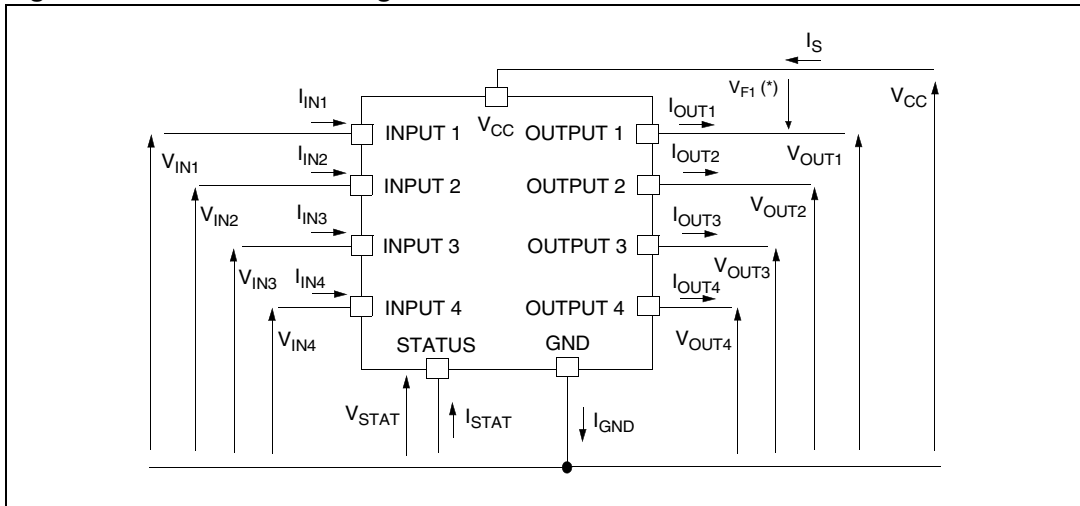 I_S
V_F1 (*)
V_CC
I_IN1
I_OUT1
V_CC
INPUT 1
OUTPUT 1
V_IN1
I_IN2
I_OUT2
V_OUT1
INPUT 2
OUTPUT 2
V_IN2
I_IN3
I_OUT3
V_OUT2
INPUT 3
OUTPUT 3
V_IN3
I_IN4
I_OUT4
V_OUT3
INPUT 4
OUTPUT 4
V_IN4
STATUS
GND
V_OUT4
V_STAT
I_STAT
I_GND